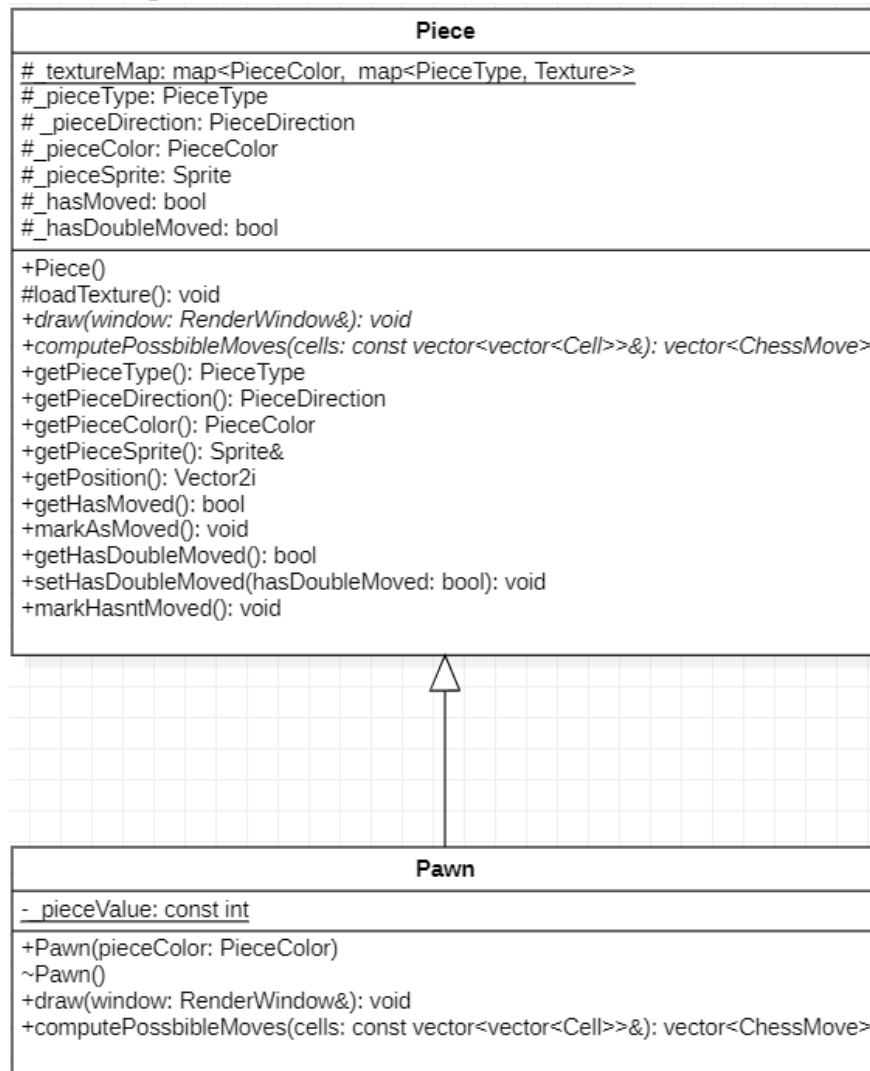 Piece
#_textureMap: map<PieceColor, map<PieceType, Texture>>
#_pieceType: PieceType
# _pieceDirection: PieceDirection
#_pieceColor: PieceColor
#_pieceSprite: Sprite
#_hasMoved: bool
#_hasDoubleMoved: bool
+Piece()
#loadTexture(): void
+draw(window: RenderWindow&): void
+computePossbibleMoves(cells: const vector<vector<Cell>>&): vector<ChessMove>
+getPieceType(): PieceType
+getPieceDirection(): PieceDirection
+getPieceColor(): PieceColor
+getPieceSprite(): Sprite&
+getPosition(): Vector2i
+getHasMoved(): bool
+markAsMoved(): void
+getHasDoubleMoved(): bool
+setHasDoubleMoved(hasDoubleMoved: bool): void
+markHasntMoved(): void
Pawn
-_pieceValue: const int
+Pawn(pieceColor: PieceColor)
~Pawn()
+draw(window: RenderWindow&): void
+computePossbibleMoves(cells: const vector<vector<Cell>>&): vector<ChessMove>